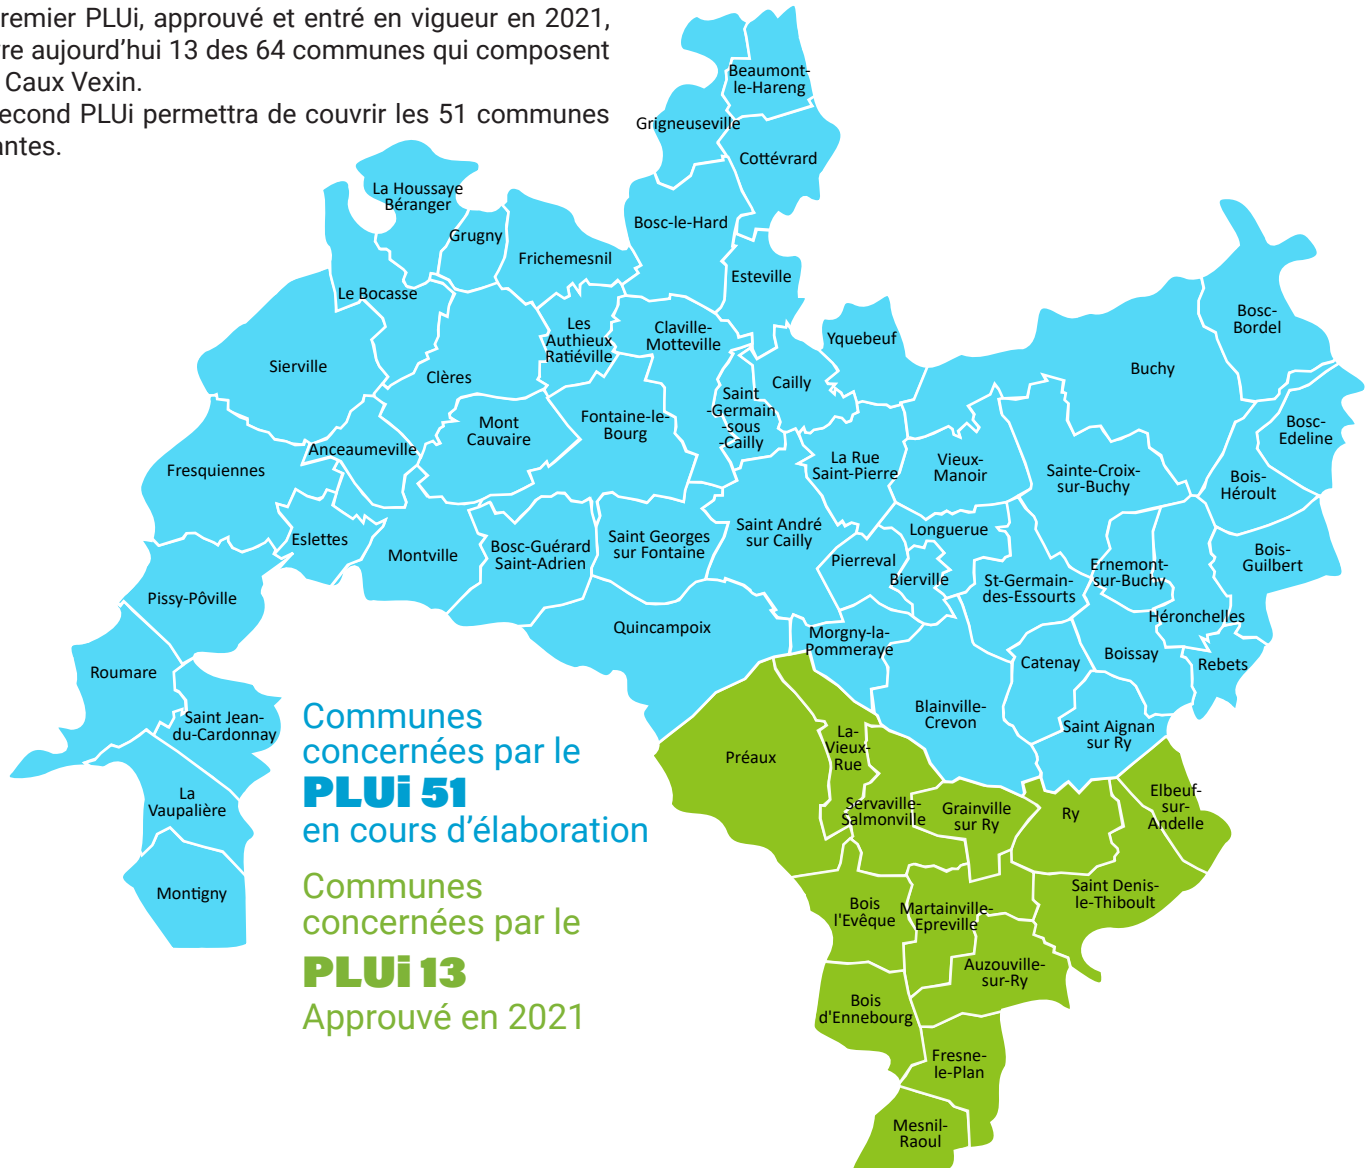 remier PLUi, approuvé et entré en vigueur en 2021,
re aujourd'hui 13 des 64 communes qui composent
Caux Vexin.
econd PLUi permettra de couvrir les 51 communes
antes.
Beaumont-
le-Hareng
Grigneuseville
Cottévrard
La Houssaye
Béranger
Grugny
Bosc-le-Hard
Frichemesnil
Esteville
Le Bocasse
Bosc-
Bordel
Les
Authieux
Ratiéville
Claville-
Motteville
Yquebeuf
Sierville
Clères
Buchy
Cailly
Saint
-Germain
-sous
-Cailly
Mont
Cauvaire
Fontaine-le-
Bourg
Bosc-
Edeline
Anceaumeville
Fresquiennes
La Rue
Saint-Pierre
Vieux-
Manoir
Sainte-Croix-
sur-Buchy
Bois-
Héroult
Eslettes
Montville
Bosc-Guérard
Saint-Adrien
Saint Georges
sur Fontaine
Saint André
sur Cailly
Longuerue
Pierreval
Bierville
St-Germain-
des-Essourts
Ernemont-
sur-Buchy
Bois-
Guilbert
Pissy-Pôville
Quincampoix
Morgny-la-
Pommeraye
Héronchelles
Catenay
Boissay
Rebets
Roumare
Saint Jean-
du-Cardonnay
Blainville-
Crevon
Saint Aignan
sur Ry
La
Vaupalière
Montigny
Communes
concernées par le
PLUi 51
en cours d'élaboration
Communes
concernées par le
PLUi 13
Approuvé en 2021
Préaux
La-
Vieux-
Rue
Servaville-
Salmonville
Grainville
sur Ry
Ry
Elbeuf-
sur-
Andelle
Bois
l'Evêque
Martainville-
Epreville
Saint Denis-
le-Thiboult
Auzouville-
sur-Ry
Bois
d'Ennebourg
Fresne-
le-Plan
Mesnil-
Raoul